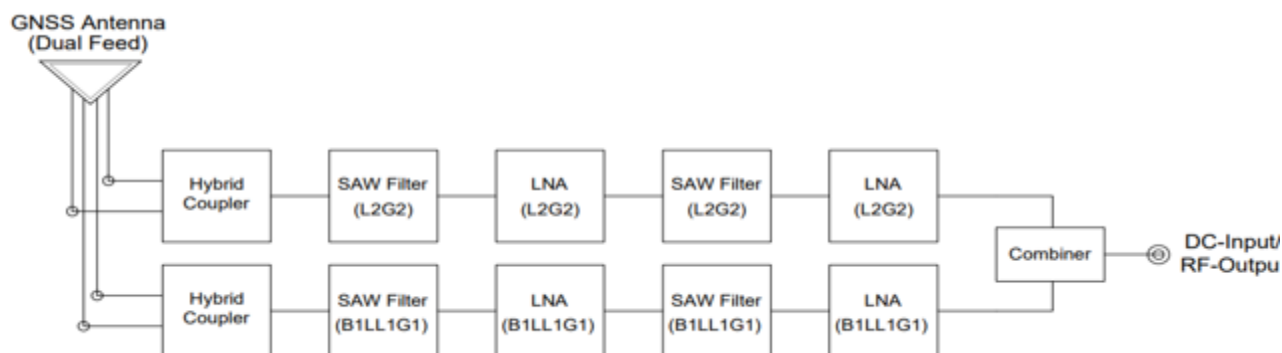 GNSS Antenna
(Dual Feed)
Hybrid
Coupler
SAW Filter
(L2G2)
LNA
(L2G2)
SAW Filter
(L2G2)
LNA
(L2G2)
Combiner
DC-Input/
RF-Outpu
Hybrid
Coupler
SAW Filter
(B1LL1G1)
LNA
(B1LL1G1)
SAW Filter
(B1LL1G1)
LNA
(B1LL1G1)